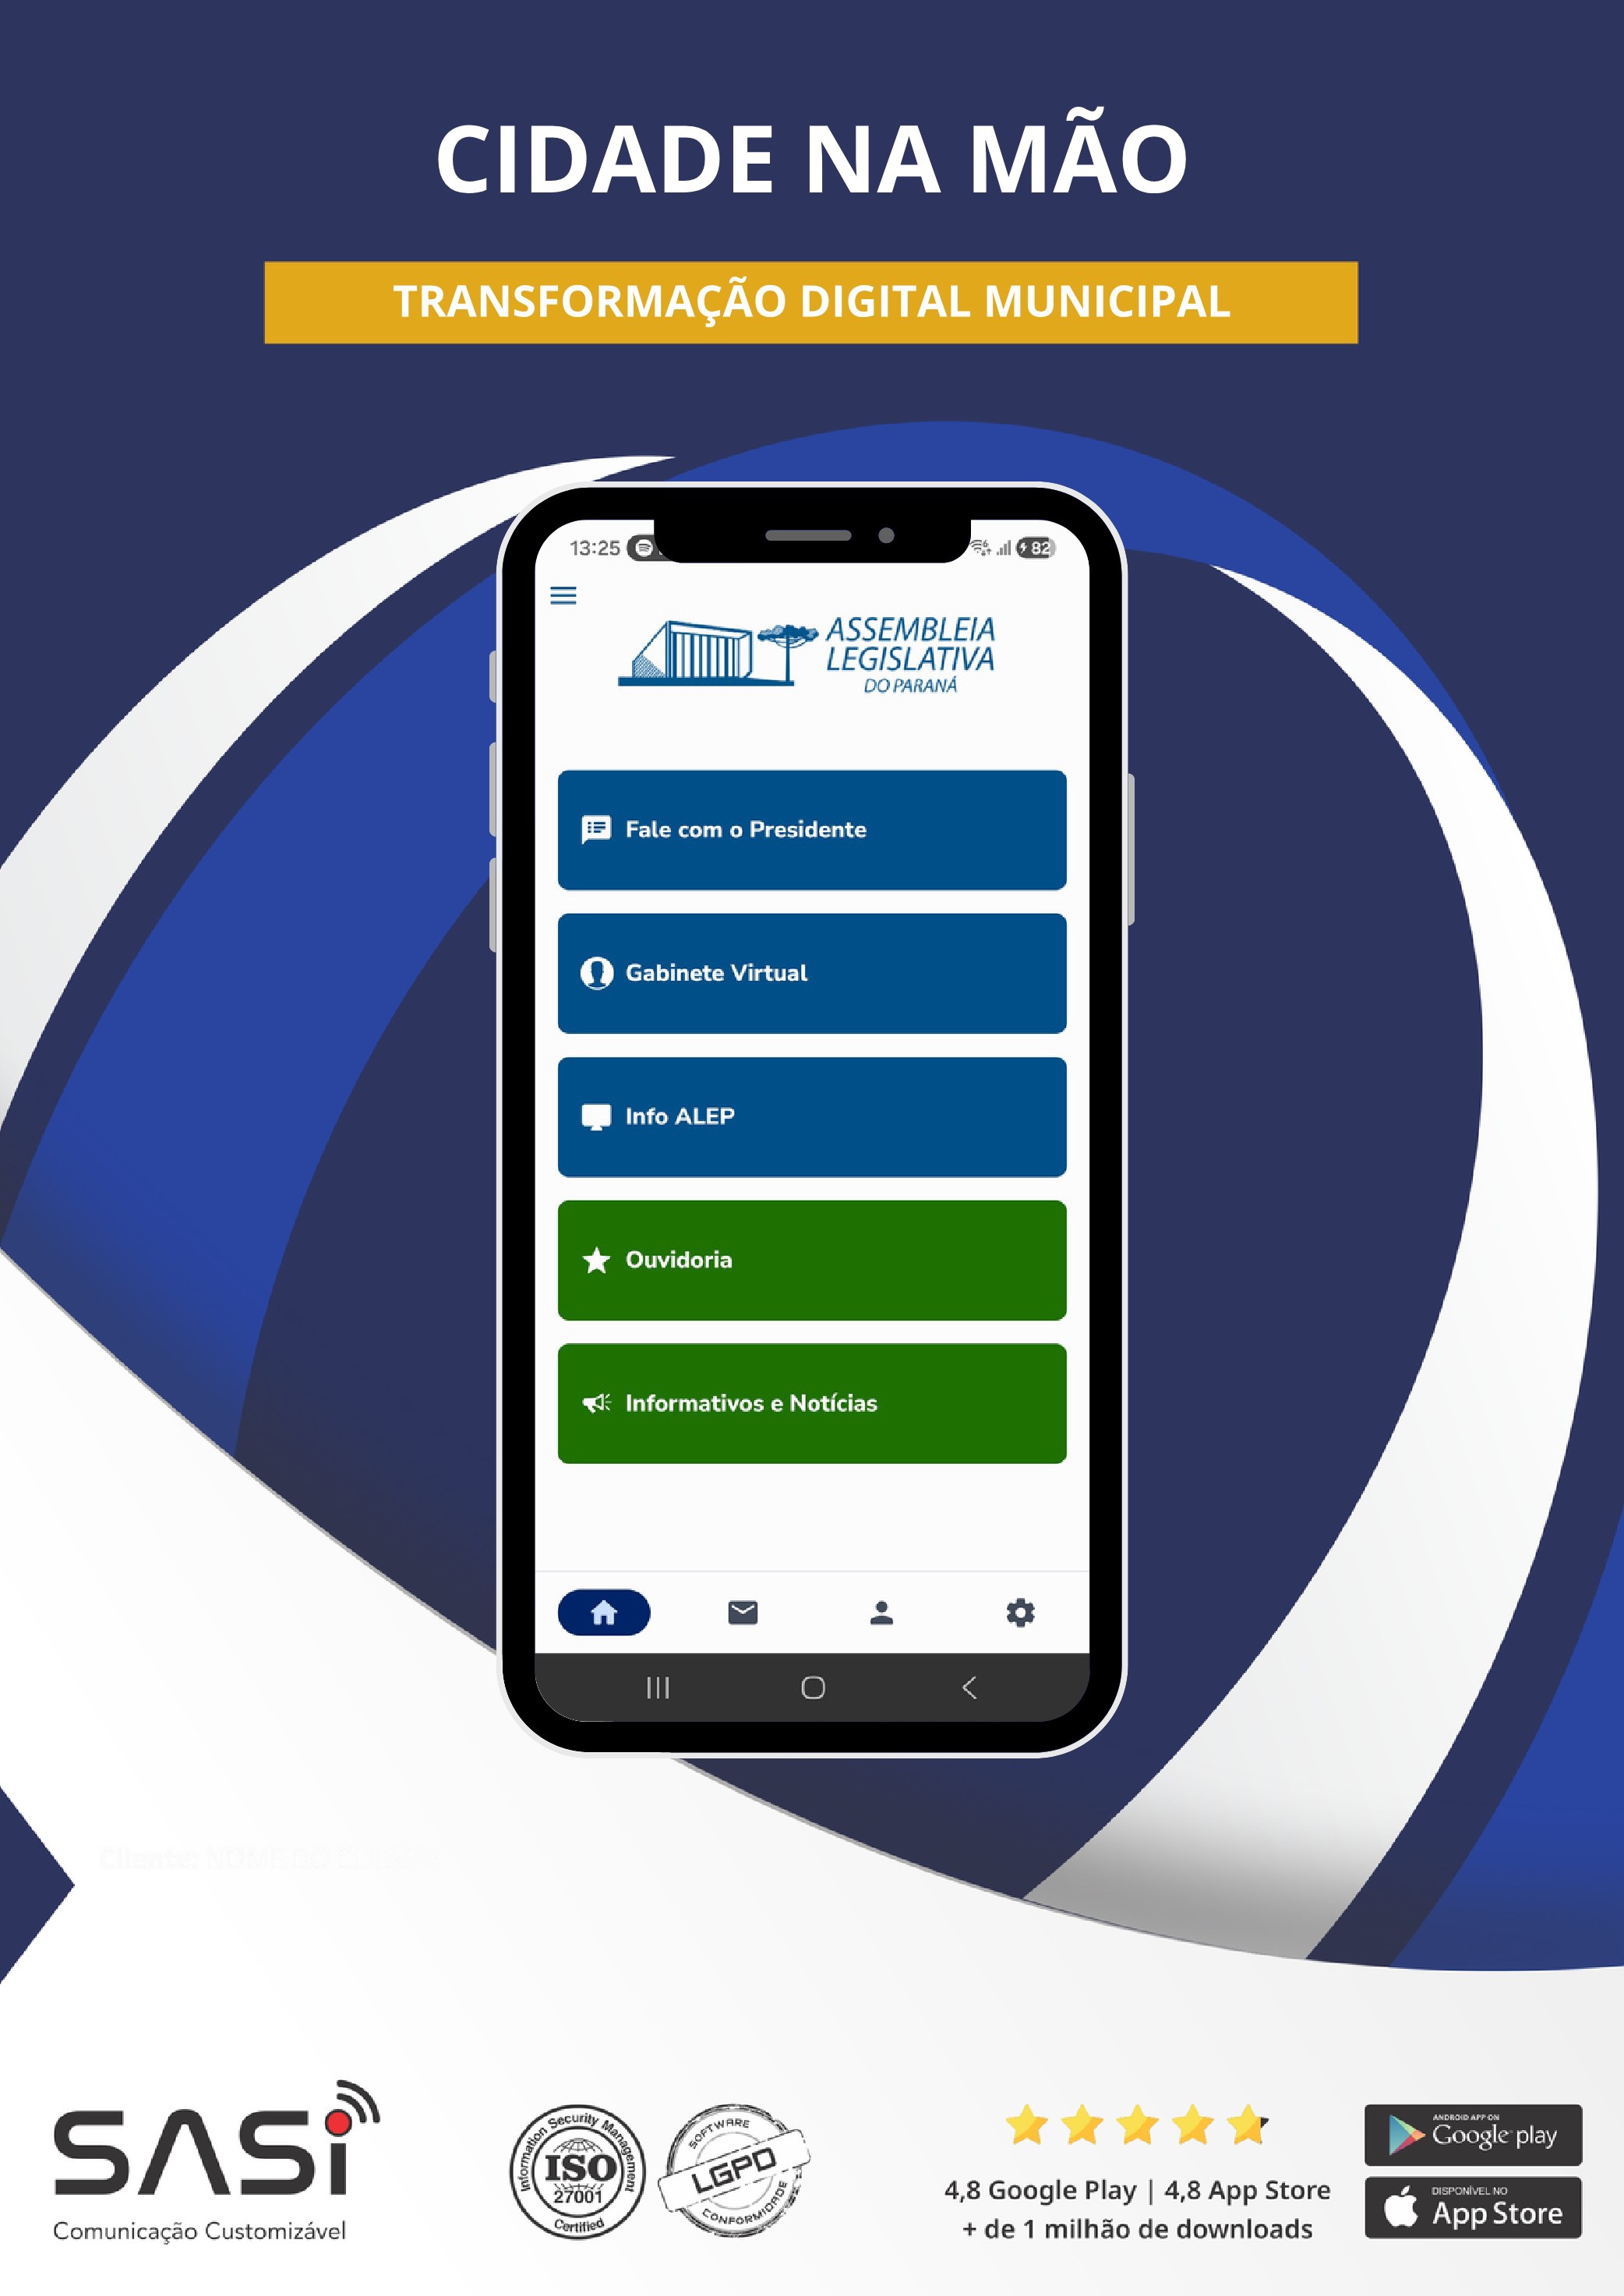 CIDADE NA MÃO
TRANSFORMAÇÃO DIGITAL MUNICIPAL
13:25
82
ASSEMBLEIA
LEGISLATIVA
DO PARANÁ
Fale com o Presidente
Gabinete Virtual
Info ALEP
Ouvidoria
Informativos e Notícias
SASi
Comunicação Customizável
Information Security Management
ISO
27001
Certified
SOFTWARE
LGPD
CONFORMIDADE
4,8 Google Play | 4,8 App Store
+ de 1 milhão de downloads
ANDROID APP ON
Google play
DISPONÍVEL NO
App Store